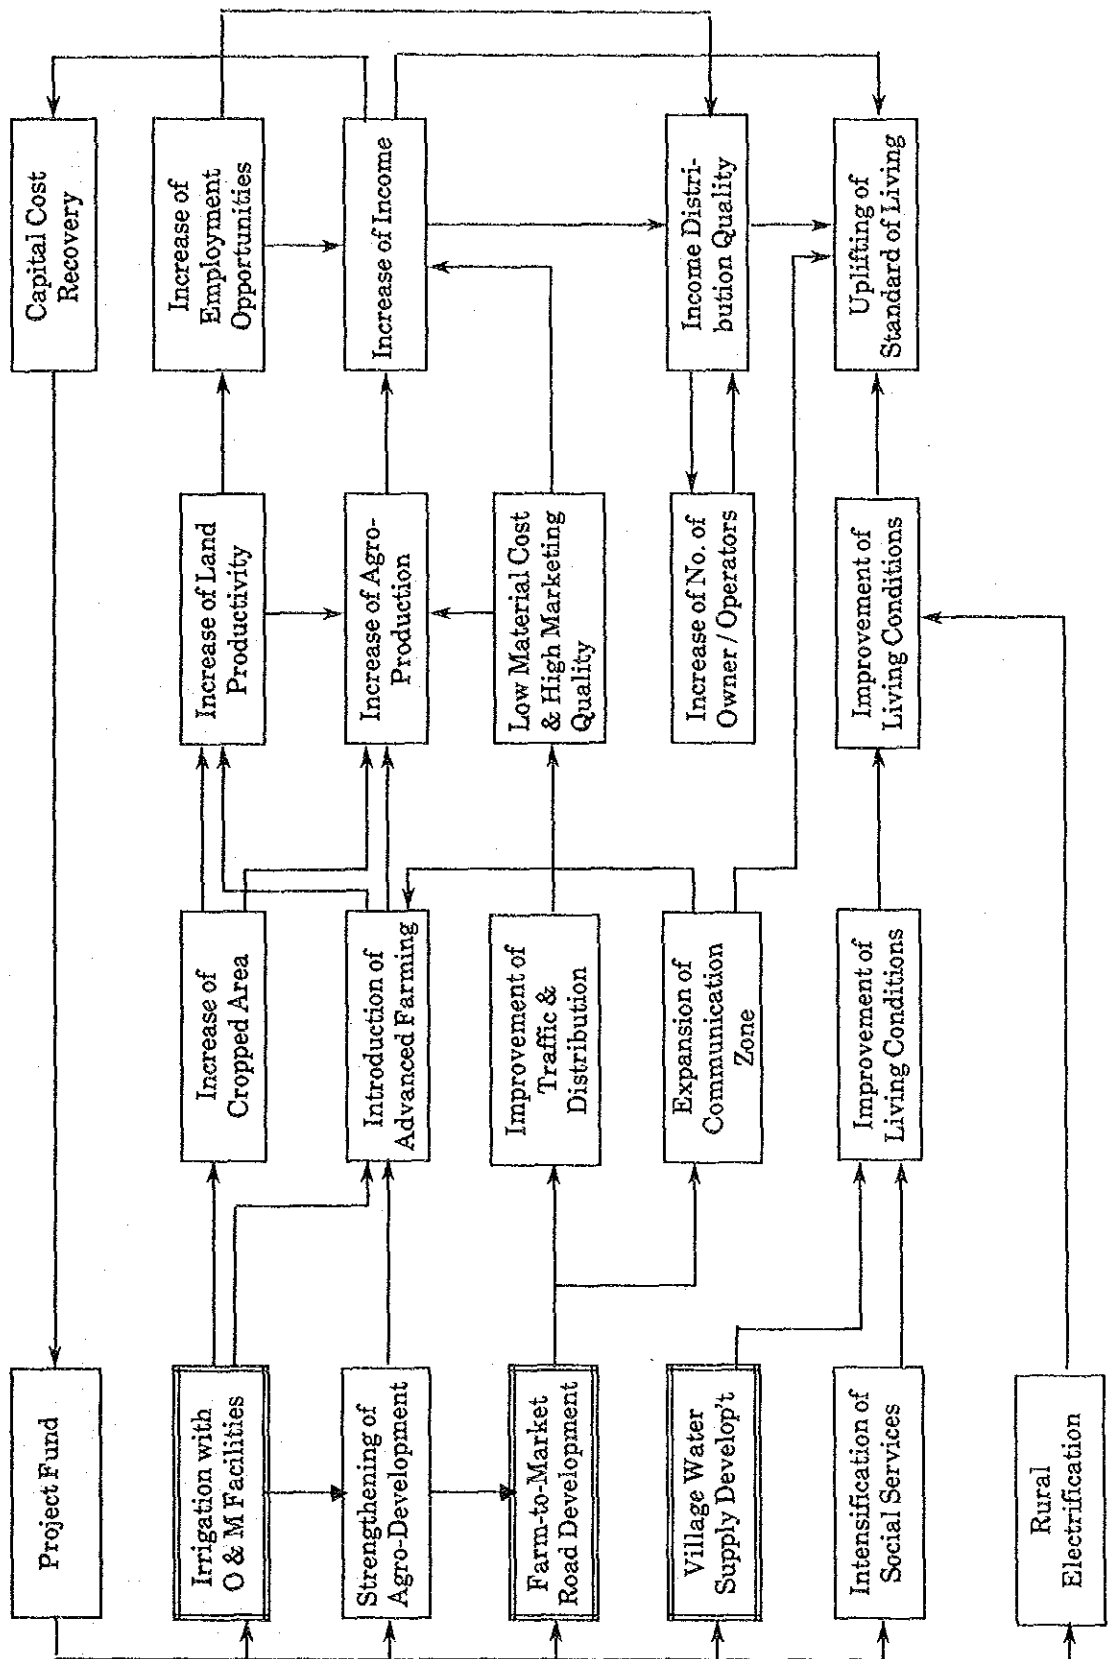 Project Fund
Irrigation with
O & M Facilities
Strengthening of
Agro-Development
Farm-to-Market
Road Development
Village Water
Supply Develop't
Intensification of
Social Services
Rural
Electrification
Increase of
Cropped Area
Introduction of
Advanced Farming
Improvement of
Traffic &
Distribution
Expansion of
Communication
Zone
Improvement of
Living Conditions
Increase of Land
Productivity
Increase of Agro-
Production
Low Material Cost
& High Marketing
Quality
Increase of No. of
Owner / Operators
Improvement of
Living Conditions
Capital Cost
Recovery
Increase of
Employment
Opportunities
Increase of Income
Income Distri-
bution Quality
Uplifting of
Standard of Living